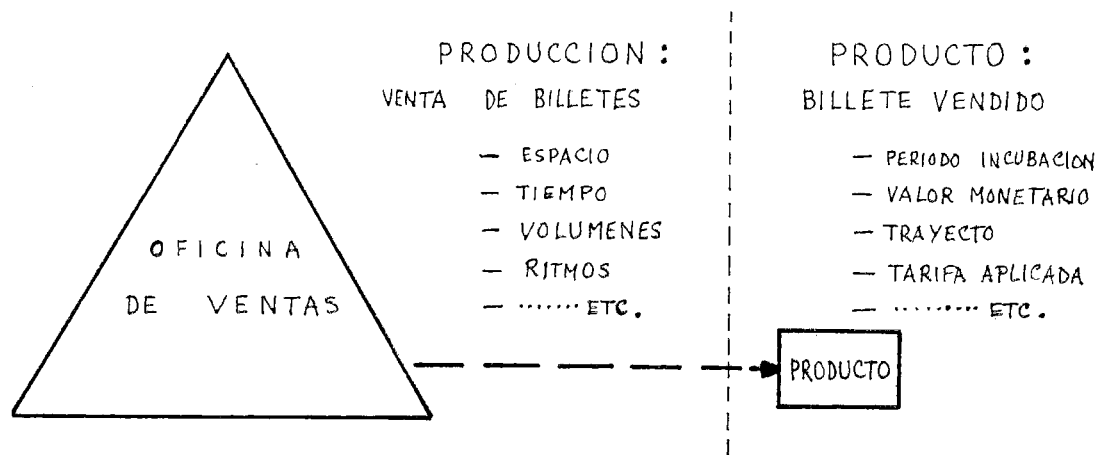 PRODUCCION :
VENTA DE BILLETES
— ESPACIO
— TIEMPO
— VOLUMENES
— RITMOS
— ....... ETC.
OFICINA
DE VENTAS
PRODUCTO :
BILLETE VENDIDO
— PERIODO INCUBACION
— VALOR MONETARIO
— TRAYECTO
— TARIFA APLICADA
— ......... ETC.
PRODUCTO